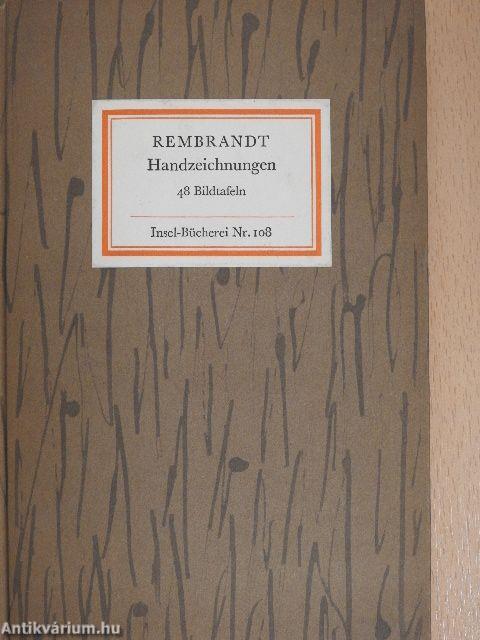 REMBRANDT
Handzeichnungen
48 Bildtafeln
Insel-Bücherei Nr. 108
Antikvárium.hu